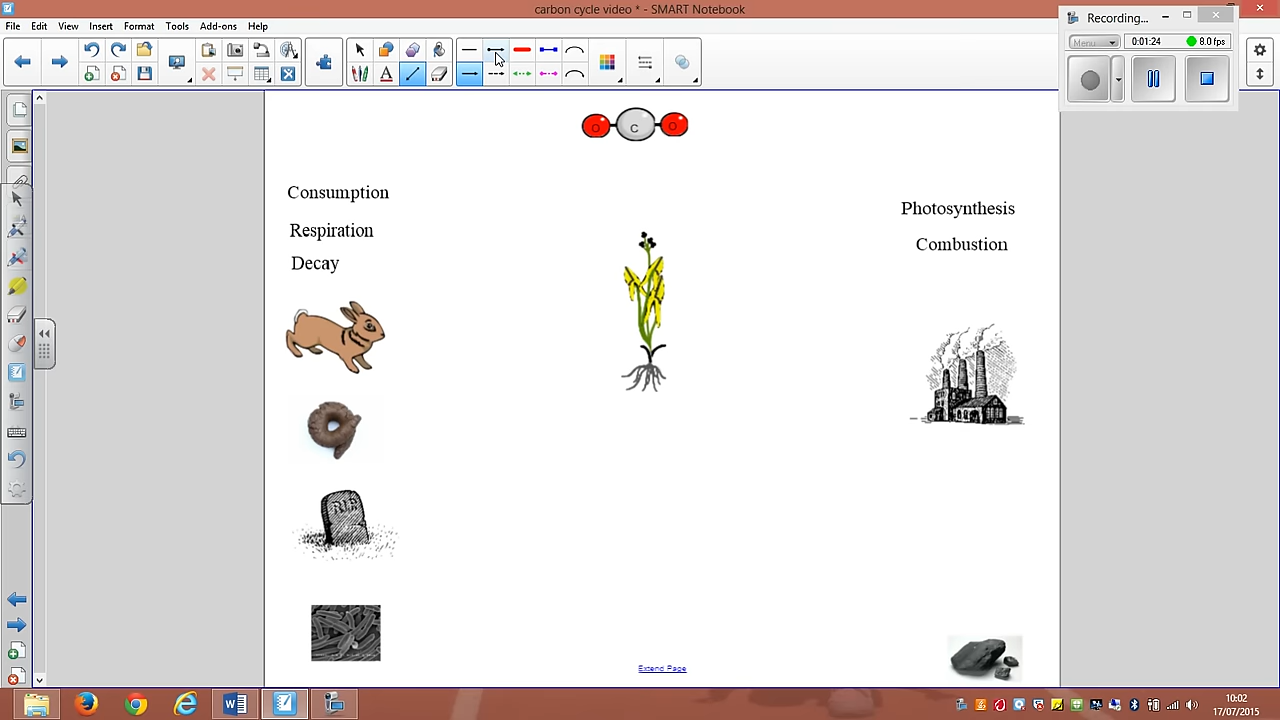 carbon cycle video * - SMART Notebook
Recording...
File Edit View Insert Format Tools Add-ons Help
Menu
0:01:24
8.0 fps
A
O C O
Consumption
Photosynthesis
Respiration
Combustion
Decay
RIP
Extend Page
W
10:02
17/07/2015